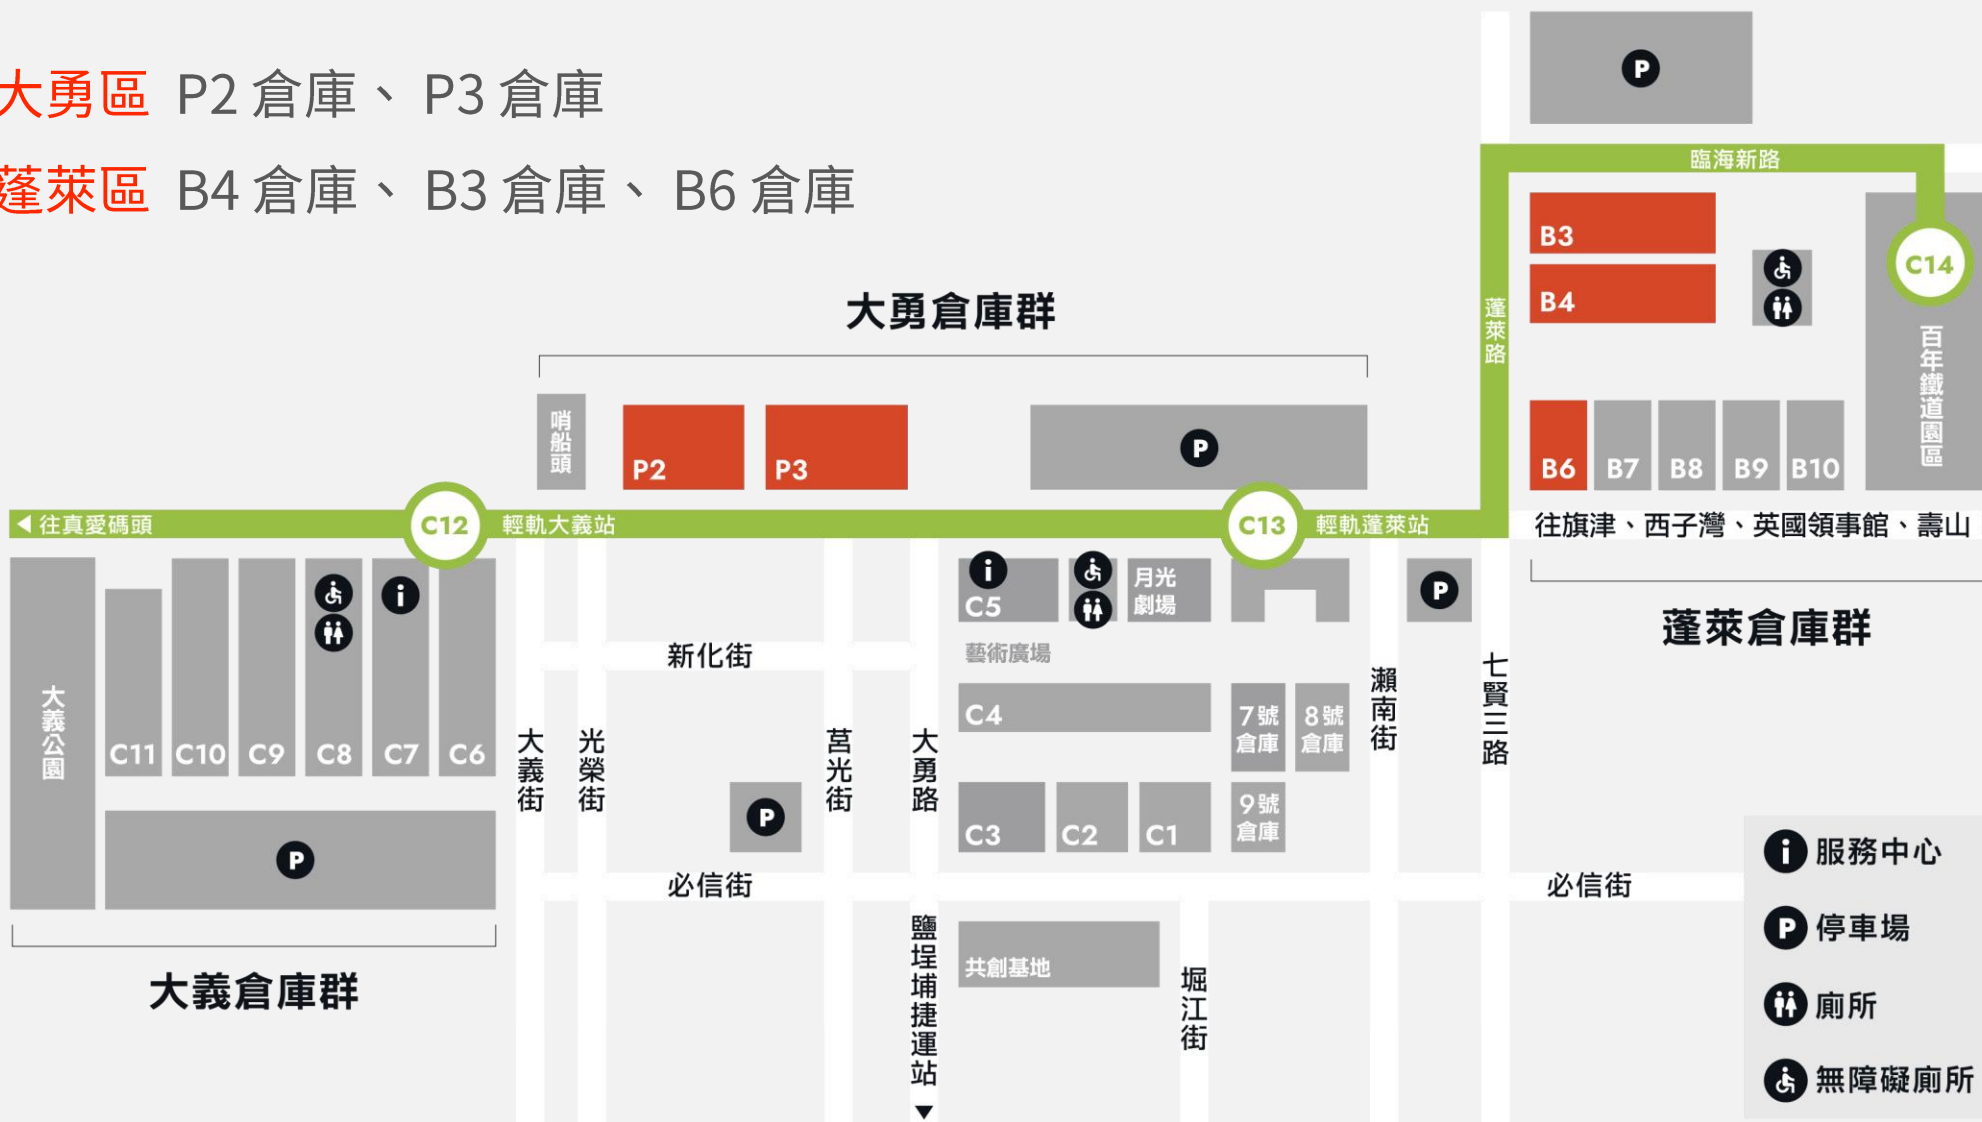 大勇區 P2 倉庫、P3 倉庫
蓬萊區 B4 倉庫、B3 倉庫、B6 倉庫
P
臨海新路
B3
B4
C14
百年鐵道園區
蓬萊路
大勇倉庫群
哨船頭
P2
P3
P
B6
B7
B8
B9
B10
往真愛碼頭
C12
輕軌大義站
C13
輕軌蓬萊站
往旗津、西子灣、英國領事館、壽山
蓬萊倉庫群
大義公園
C11
C10
C9
C8
i
C7
C6
P
大義倉庫群
大義街
光榮街
新化街
莒光街
大勇路
P
必信街
i
C5
月光
劇場
藝術廣場
C4
7號
倉庫
8號
倉庫
C3
C2
C1
9號
倉庫
P
瀨南街
七賢三路
必信街
鹽埕埔捷運站
共創基地
堀江街
i 服務中心
P 停車場
廁所
無障礙廁所